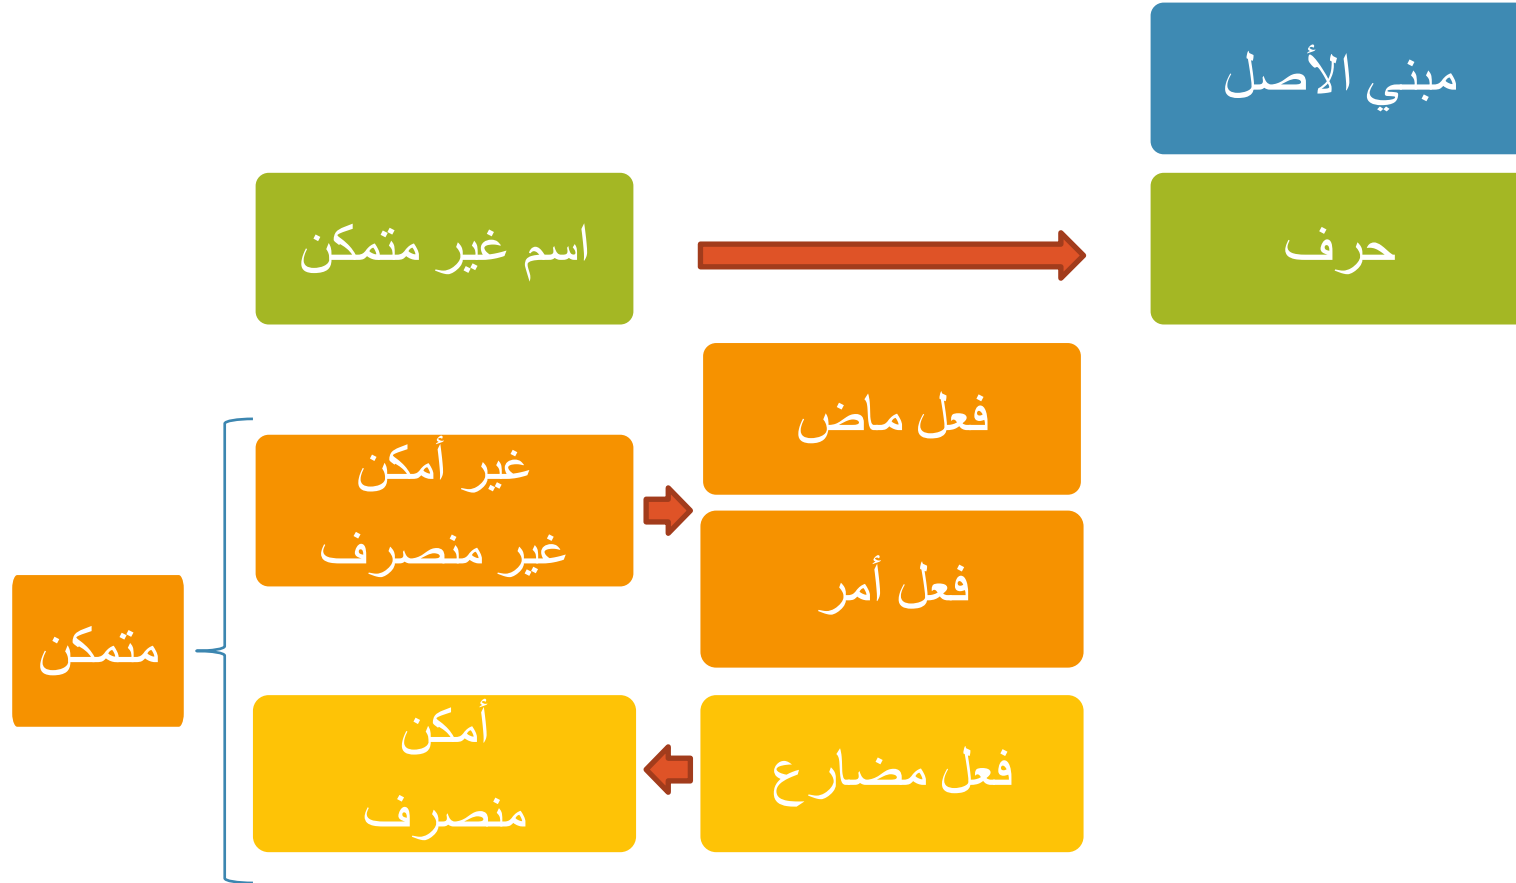 مبني الأصل
حرف
اسم غير متمكن
فعل ماض
غير أمكن
غير منصرف
فعل أمر
متمكن
فعل مضارع
أمكن
منصرف